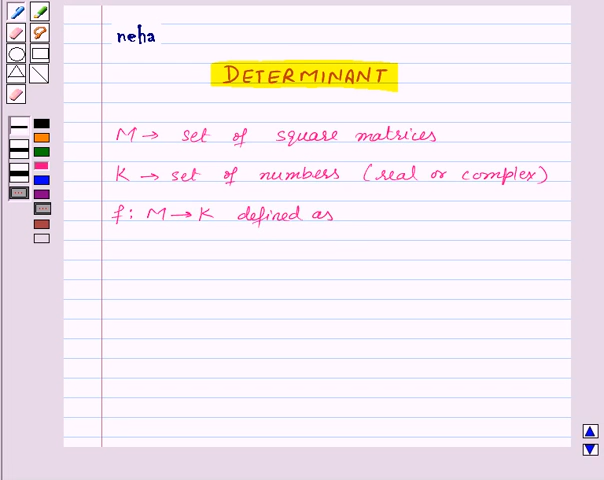 neha
DETERMINANT
M → set of square matrices
K → set of numbers (real or complex)
f: M → K defined as